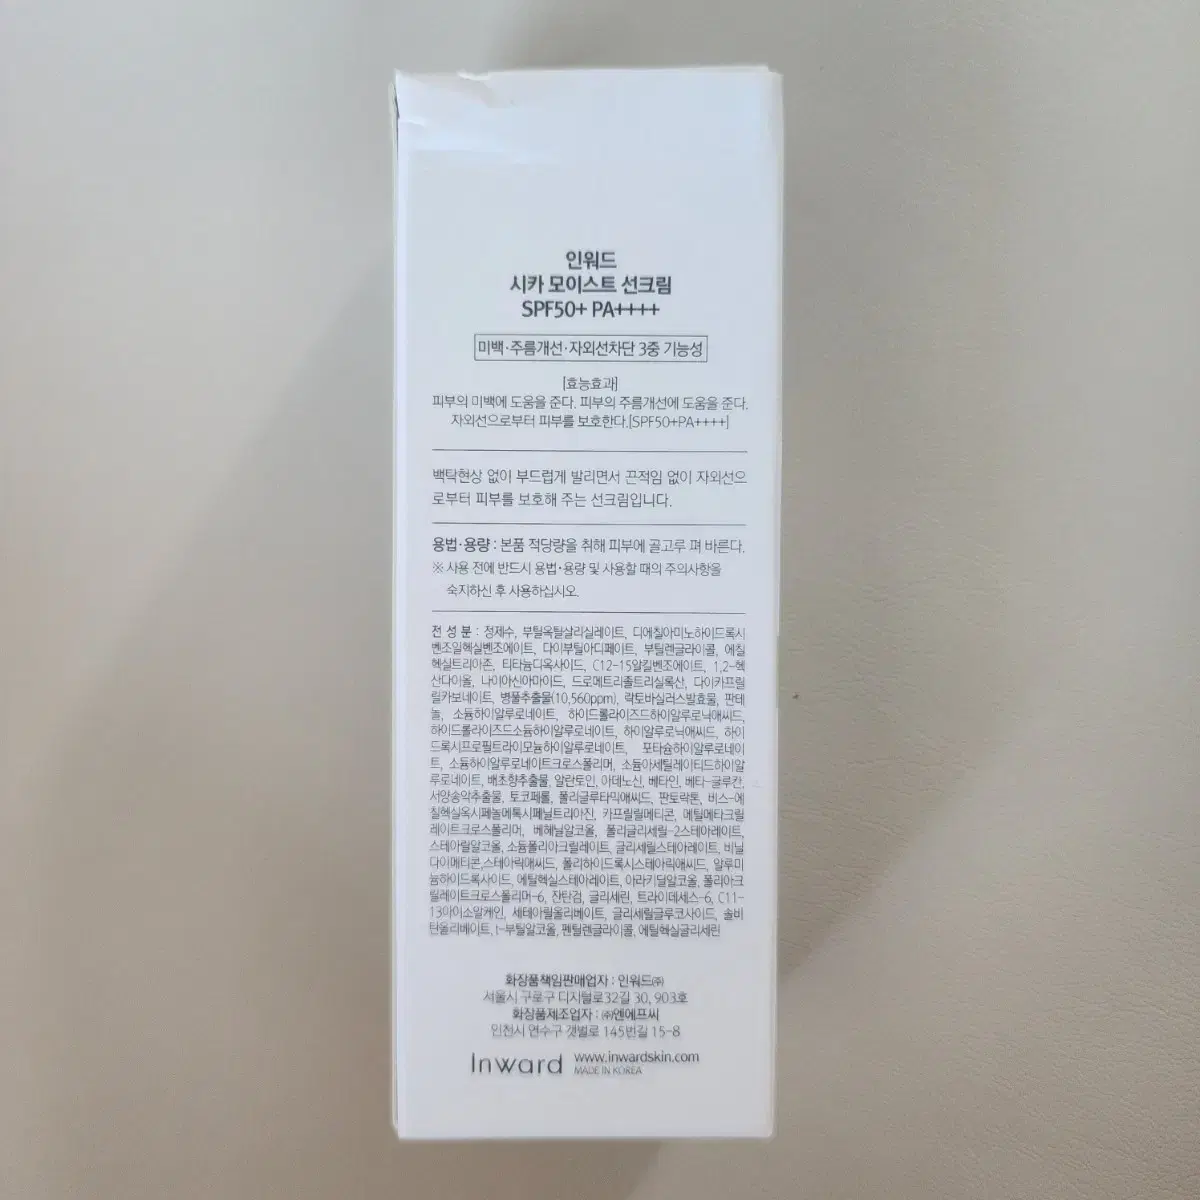 인워드
시카 모이스트 선크림
SPF50+ PA++++
미백·주름개선·자외선차단 3중 기능성
[효능효과]
피부의 미백에 도움을 준다. 피부의 주름개선에 도움을 준다.
자외선으로부터 피부를 보호한다.[SPF50+PA++++]
백탁현상 없이 부드럽게 발리면서 끈적임 없이 자외선으
로부터 피부를 보호해 주는 선크림입니다.
용법·용량 : 본품 적당량을 취해 피부에 골고루 펴 바른다.
※ 사용 전에 반드시 용법·용량 및 사용할 때의 주의사항을
숙지하신 후 사용하십시오.
전 성 분 : 정제수, 부틸옥틸살리실레이트, 디에칠아미노하이드록시
벤조일헥실벤조에이트, 다이부틸아디페이트, 부틸렌글라이콜, 에칠
헥실트리아존, 티타늄디옥사이드, C12-15알킬벤조에이트, 1,2-헥
산다이올, 나이아신아마이드, 드로메트리졸트리실록산, 다이카프릴
릴카보네이트, 병풀추출물(10,560ppm), 락토바실러스발효물, 판테
놀, 소듐하이알루로네이트, 하이드롤라이즈드하이알루로닉애씨드,
하이드롤라이즈드소듐하이알루로네이트, 하이알루로닉애씨드, 하이
드록시프로필트라이모늄하이알루로네이트, 포타슘하이알루로네이
트, 소듐하이알루로네이트크로스폴리머, 소듐아세틸레이티드하이알
루로네이트, 배초향추출물, 알란토인, 아데노신, 베타인, 베타-글루칸,
서양송악추출물, 토코페롤, 폴리글루타믹애씨드, 판토락톤, 비스-에
칠헥실옥시페놀메톡시페닐트리아진, 카프릴릴메티콘, 메틸메타크릴
레이트크로스폴리머, 베헤닐알코올, 폴리글리세릴-2스테아레이트,
스테아릴알코올, 소듐폴리아크릴레이트, 글리세릴스테아레이트, 비닐
다이메티콘,스테아릭애씨드, 폴리하이드록시스테아릭애씨드, 알루미
늄하이드록사이드, 에틸헥실스테아레이트, 아라키딜알코올, 폴리아크
릴레이트크로스폴리머-6, 잔탄검, 글리세린, 트라이데세스-6, C11-
13아이소알케인, 세테아릴올리베이트, 글리세릴글루코사이드, 솔비
탄올리베이트, t-부틸알코올, 펜틸렌글라이콜, 에틸헥실글리세린
화장품책임판매업자 : 인워드㈜
서울시 구로구 디지털로32길 30, 903호
화장품제조업자 : ㈜엔에프씨
인천시 연수구 갯벌로 145번길 15-8
Inward www.inwardskin.com
MADE IN KOREA